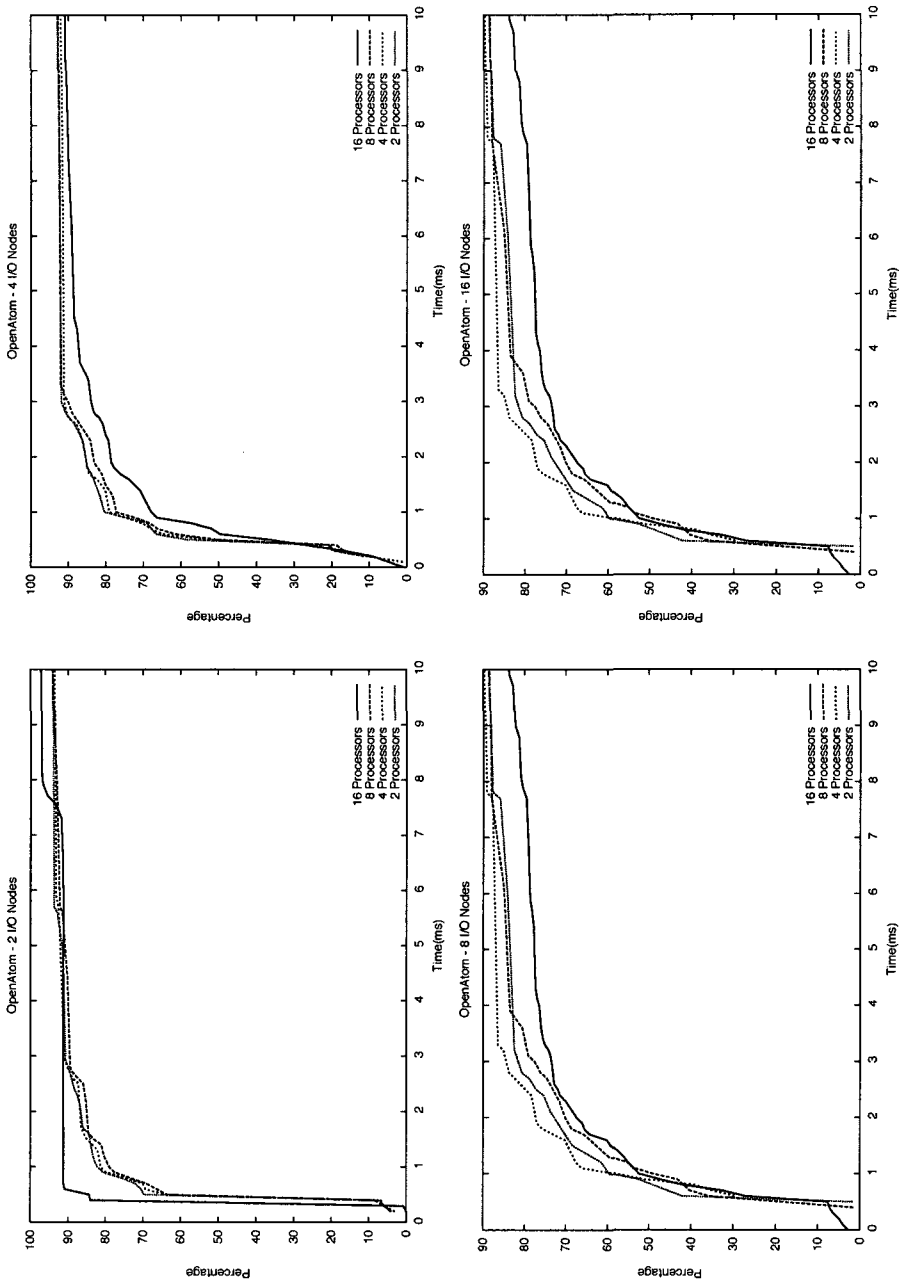 OpenAtom - 2 I/O Nodes
100
90
80
70
60
50
40
30
20
10
0
Percentage
16 Processors
8 Processors
4 Processors
2 Processors
0 1 2 3 4 5 6 7 8 9 10
Time(ms)
OpenAtom - 4 I/O Nodes
100
90
80
70
60
50
40
30
20
10
0
Percentage
16 Processors
8 Processors
4 Processors
2 Processors
0 1 2 3 4 5 6 7 8 9 10
Time(ms)
OpenAtom - 8 I/O Nodes
90
80
70
60
50
40
30
20
10
0
Percentage
16 Processors
8 Processors
4 Processors
2 Processors
0 1 2 3 4 5 6 7 8 9 10
Time(ms)
OpenAtom - 16 I/O Nodes
90
80
70
60
50
40
30
20
10
0
Percentage
16 Processors
8 Processors
4 Processors
2 Processors
0 1 2 3 4 5 6 7 8 9 10
Time(ms)